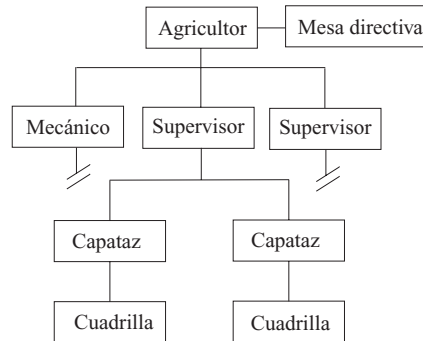 Agricultor
Mesa directiva
Mecánico
Supervisor
Supervisor
Capataz
Capataz
Cuadrilla
Cuadrilla